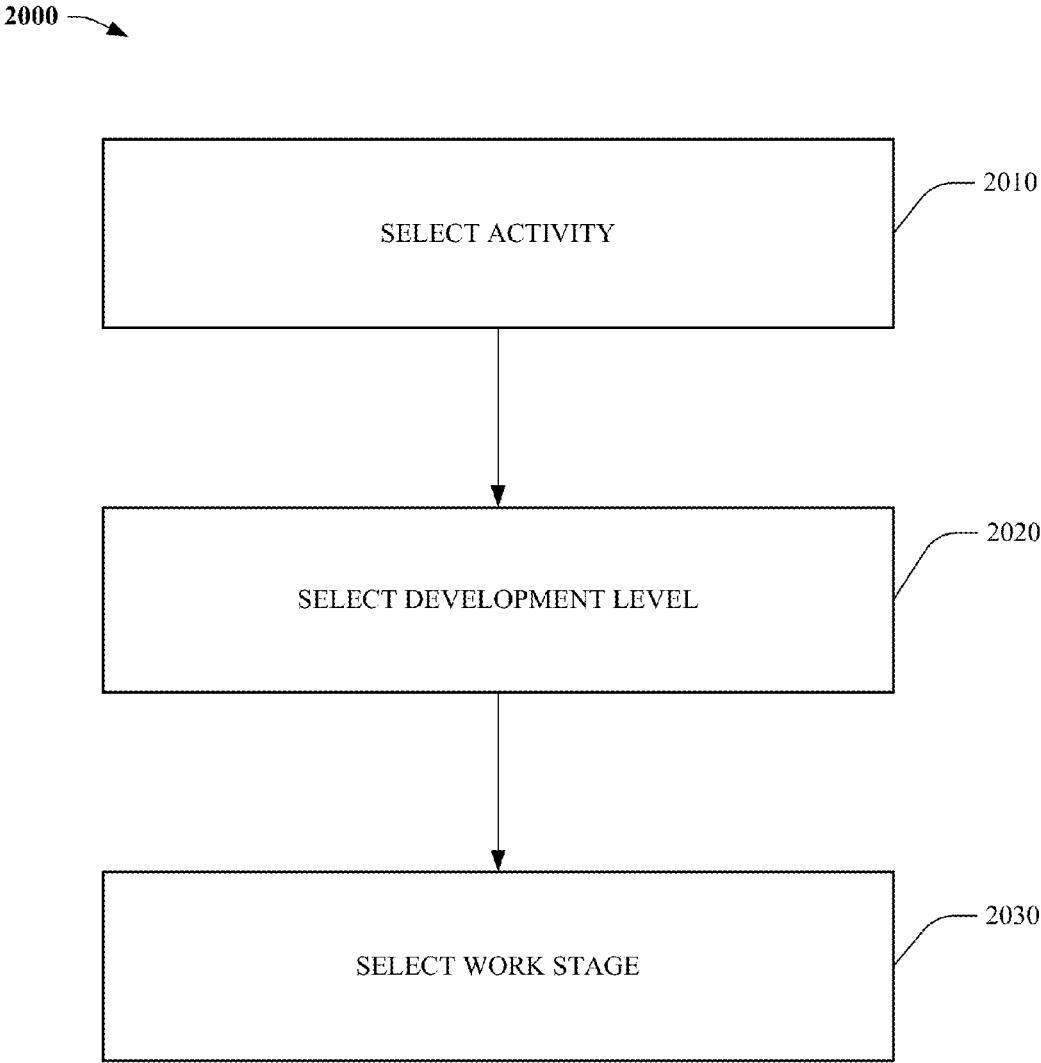 2000
2010
SELECT ACTIVITY
2020
SELECT DEVELOPMENT LEVEL
2030
SELECT WORK STAGE